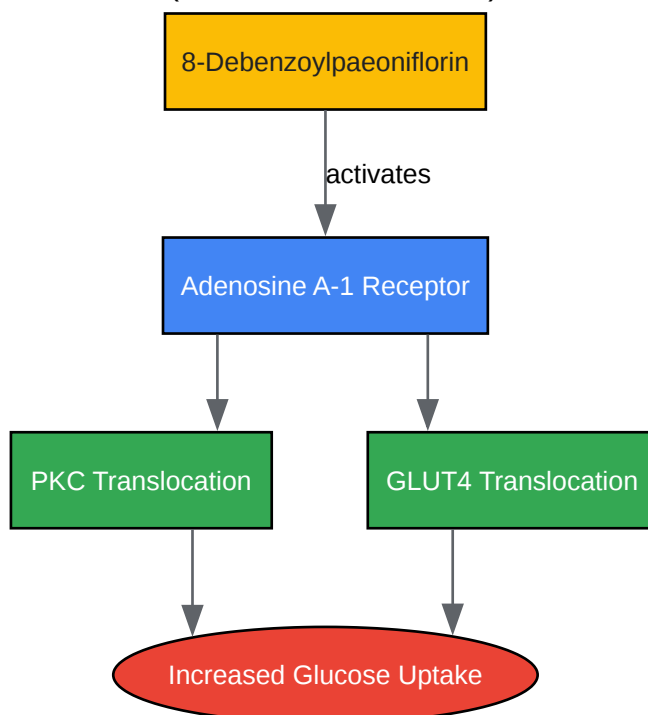 8-Debenzoylpaeoniflorin
activates
Adenosine A-1 Receptor
PKC Translocation
GLUT4 Translocation
Increased Glucose Uptake